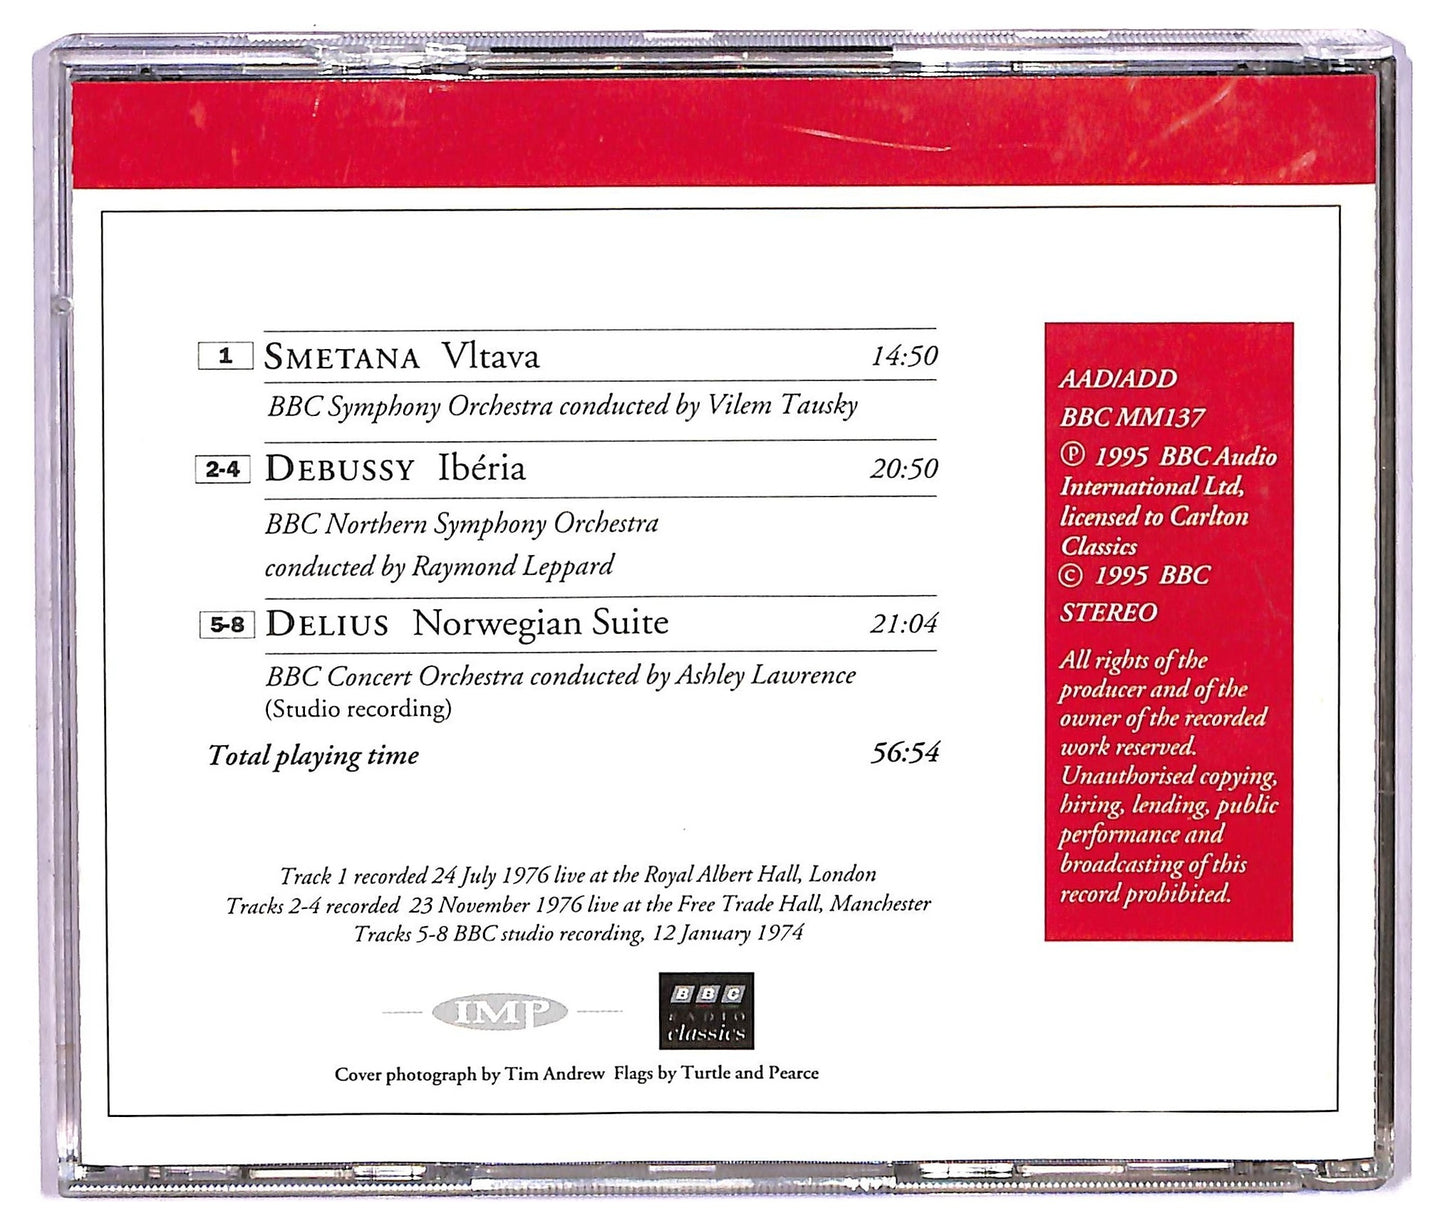 1 SMETANA Vltava 14:50
BBC Symphony Orchestra conducted by Vilem Tausky
2-4 DEBUSSY Ibéria 20:50
BBC Northern Symphony Orchestra
conducted by Raymond Leppard
5-8 DELIUS Norwegian Suite 21:04
BBC Concert Orchestra conducted by Ashley Lawrence
(Studio recording)
Total playing time 56:54
Track 1 recorded 24 July 1976 live at the Royal Albert Hall, London
Tracks 2-4 recorded 23 November 1976 live at the Free Trade Hall, Manchester
Tracks 5-8 BBC studio recording, 12 January 1974
IMP
BBC
RADIO
classics
Cover photograph by Tim Andrew Flags by Turtle and Pearce
AAD/ADD
BBC MM137
℗ 1995 BBC Audio
International Ltd,
licensed to Carlton
Classics
© 1995 BBC
STEREO
All rights of the
producer and of the
owner of the recorded
work reserved.
Unauthorised copying,
hiring, lending, public
performance and
broadcasting of this
record prohibited.